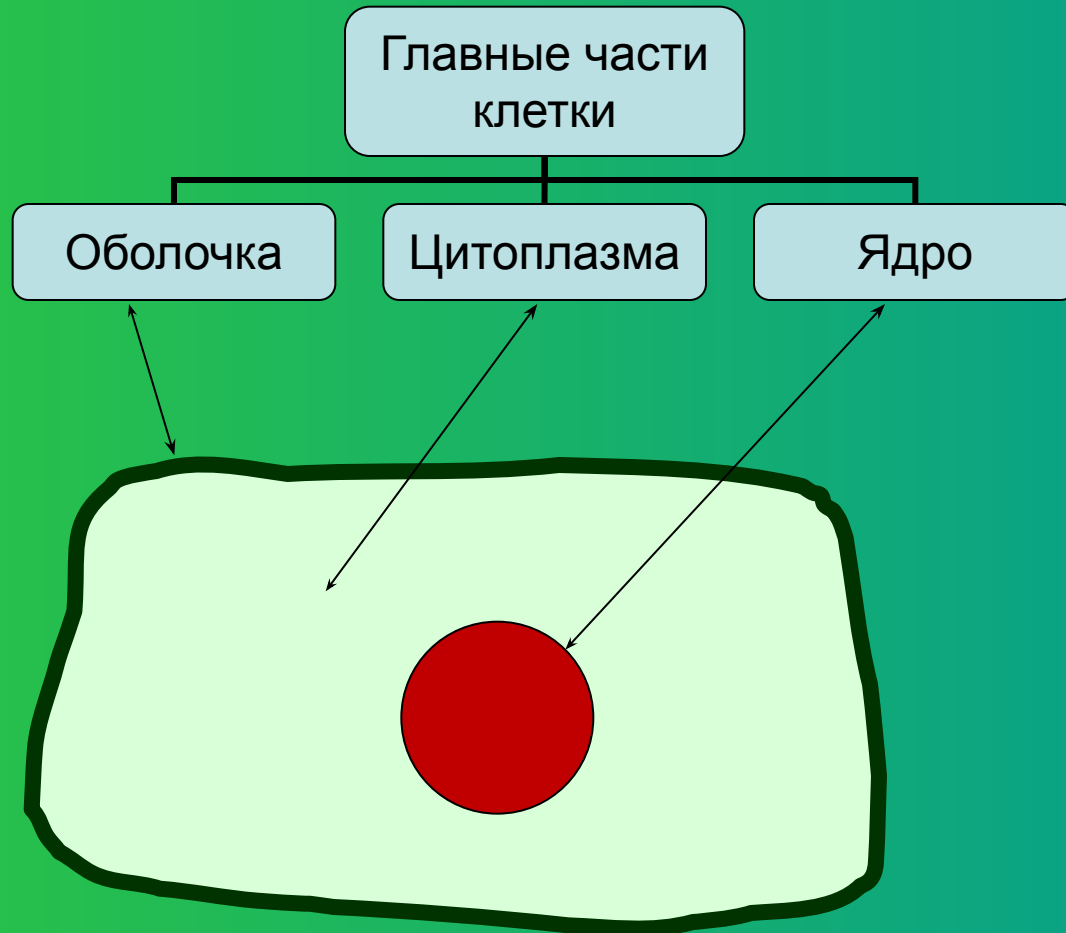 Главные части
клетки
Оболочка
Цитоплазма
Ядро